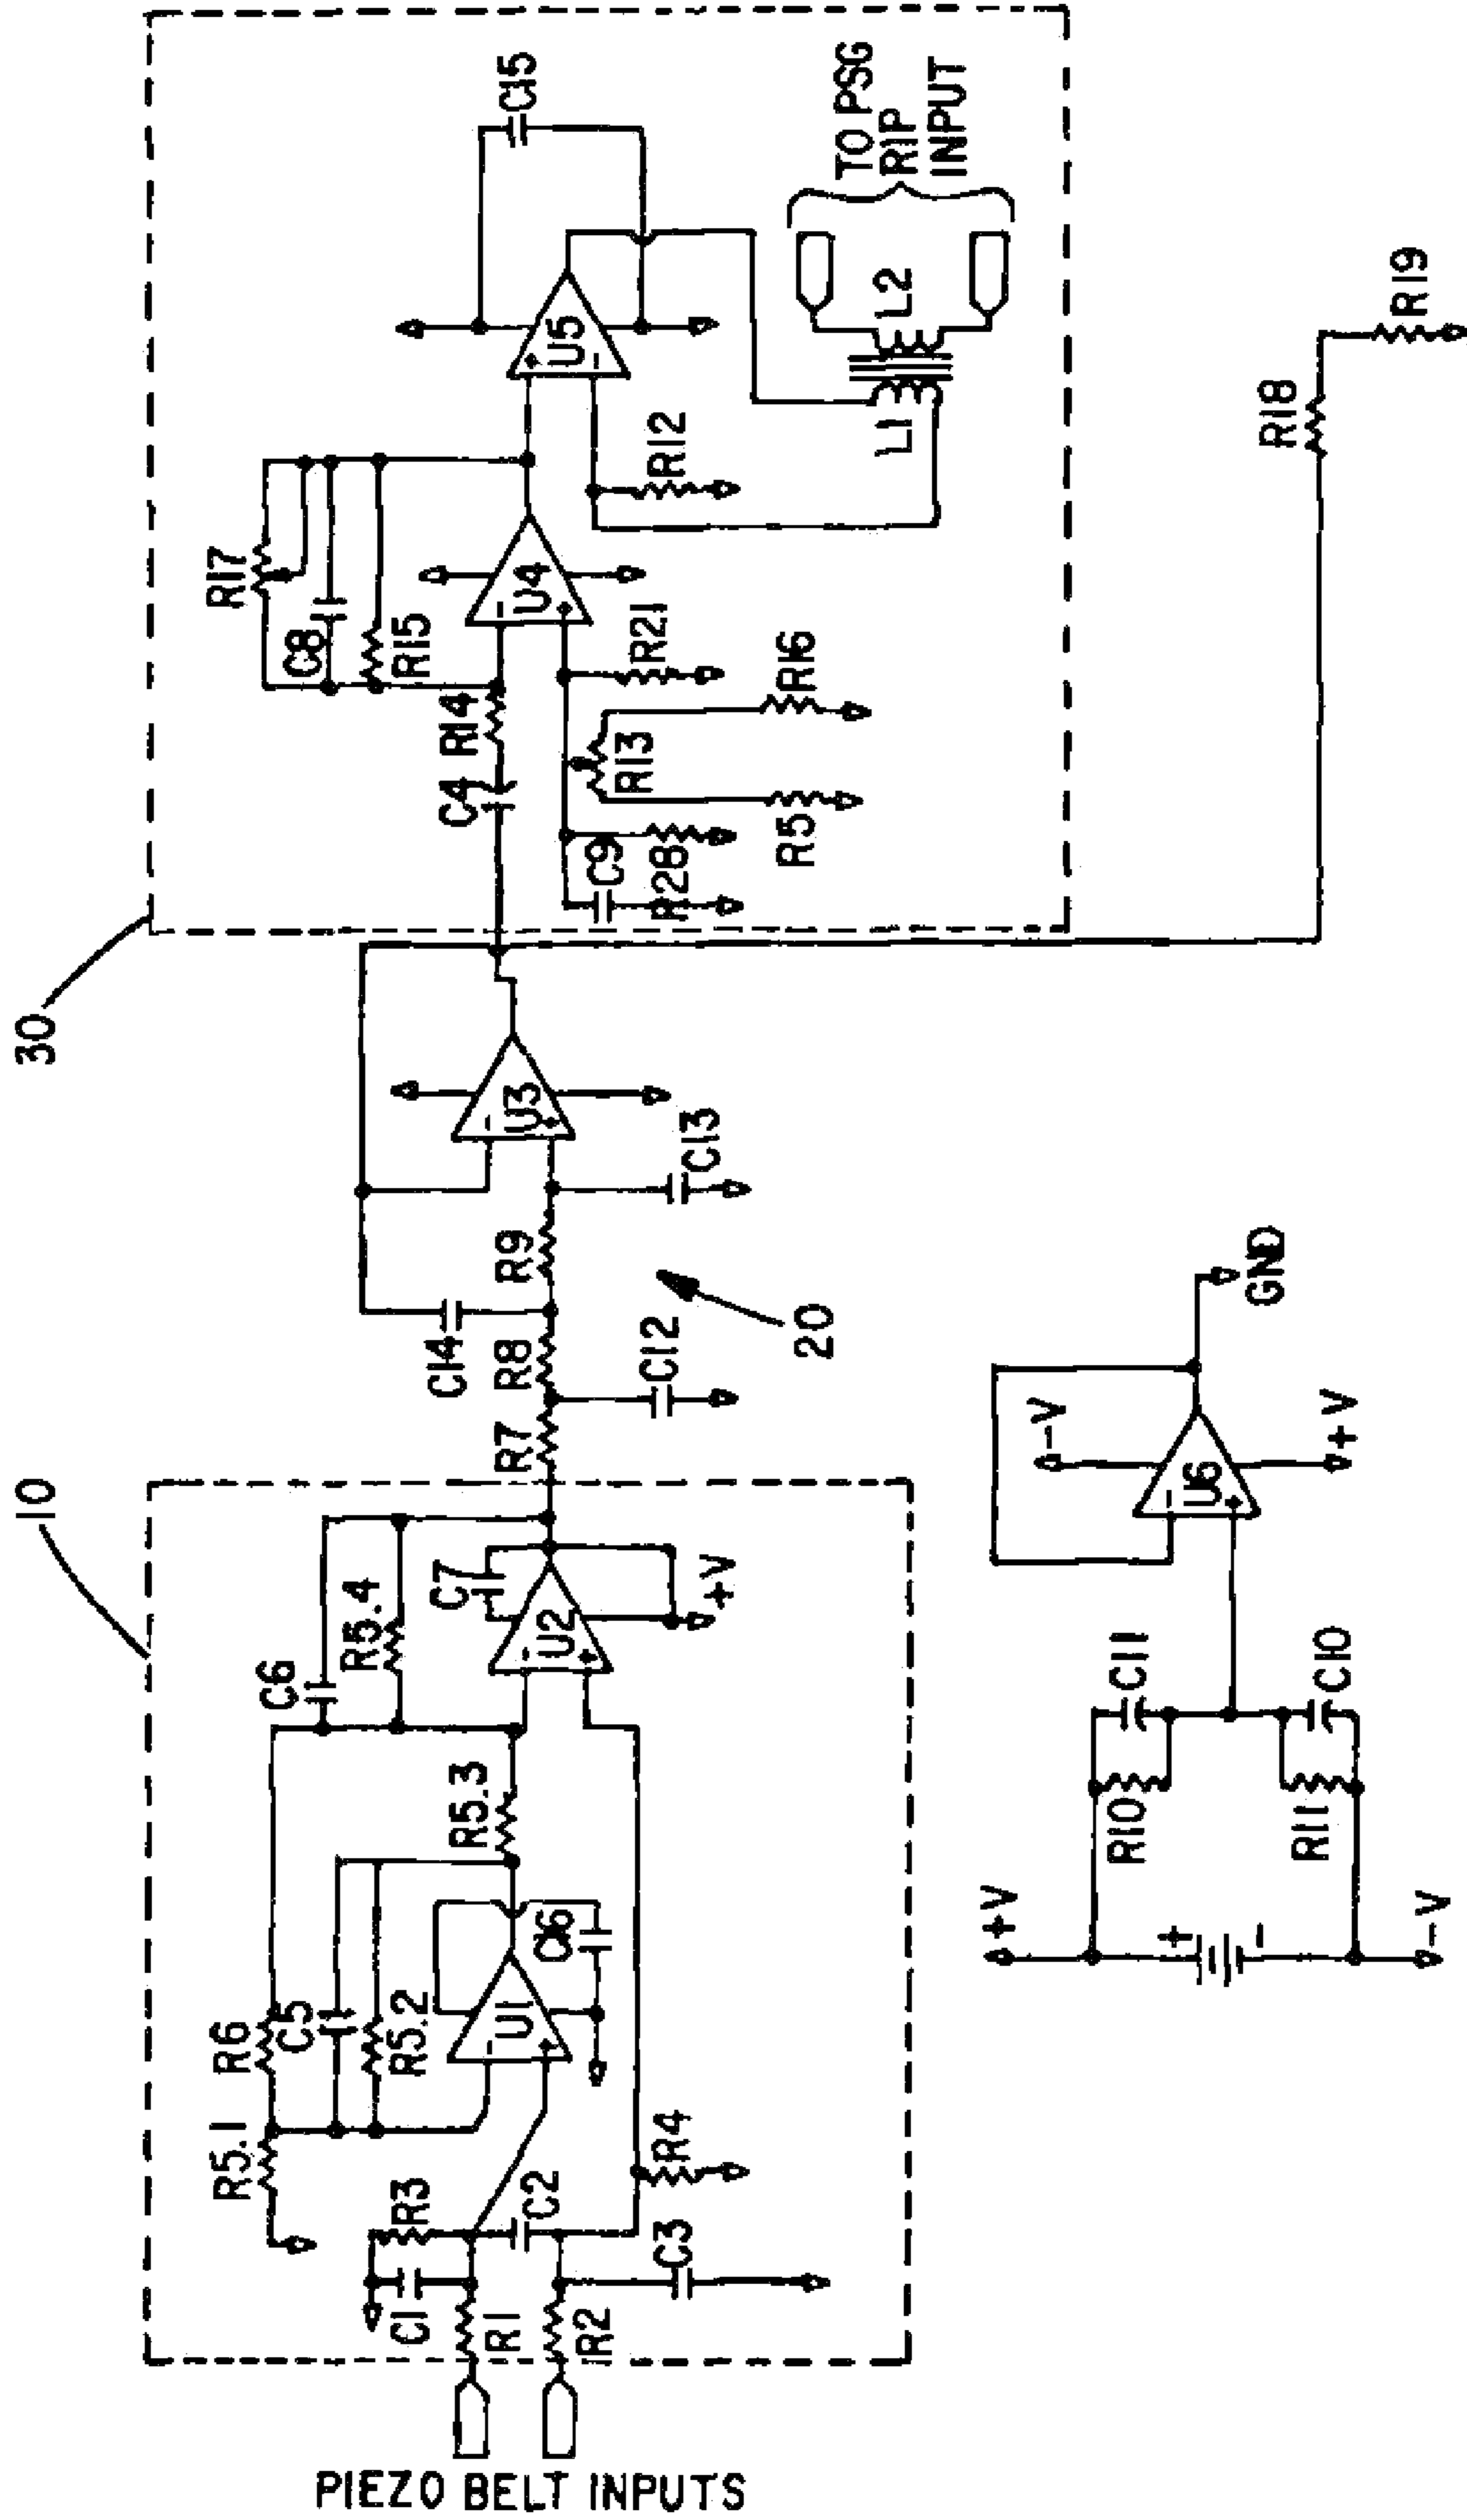 10
30
R5.1
R6
C6
C5
R5.4
R5.2
C7
R3
C1
U1
R5.3
U2
C16
C2
R1
R2
R4
C3
+V
PIEZO BELT INPUTS
R7
R8
C14
R9
C12
C13
U3
20
R17
C8
R15
C4
R14
U4
R21
R13
C9
R28
R5
R16
U5
C15
R12
L1
L2
TO PSG
RIP
INPUT
R18
R19
+V
R10
C11
R11
C10
-V
U6
-V
+V
GND